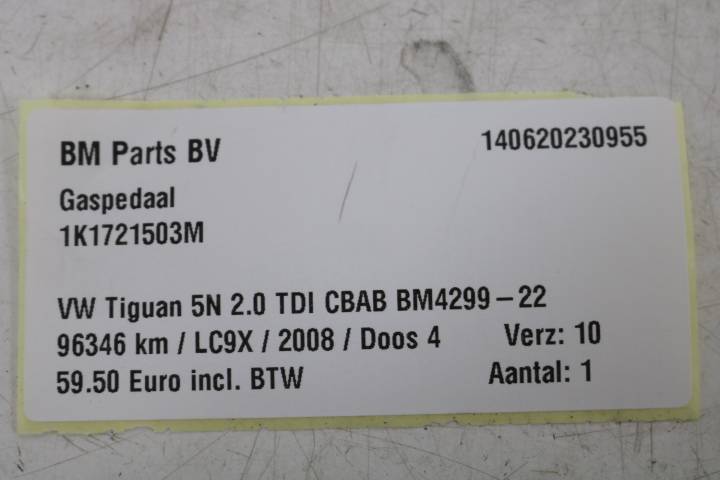 BM Parts BV 140620230955
Gaspedaal
1K1721503M
VW Tiguan 5N 2.0 TDI CBAB BM4299-22
96346 km / LC9X / 2008 / Doos 4 Verz: 10
59.50 Euro incl. BTW Aantal: 1